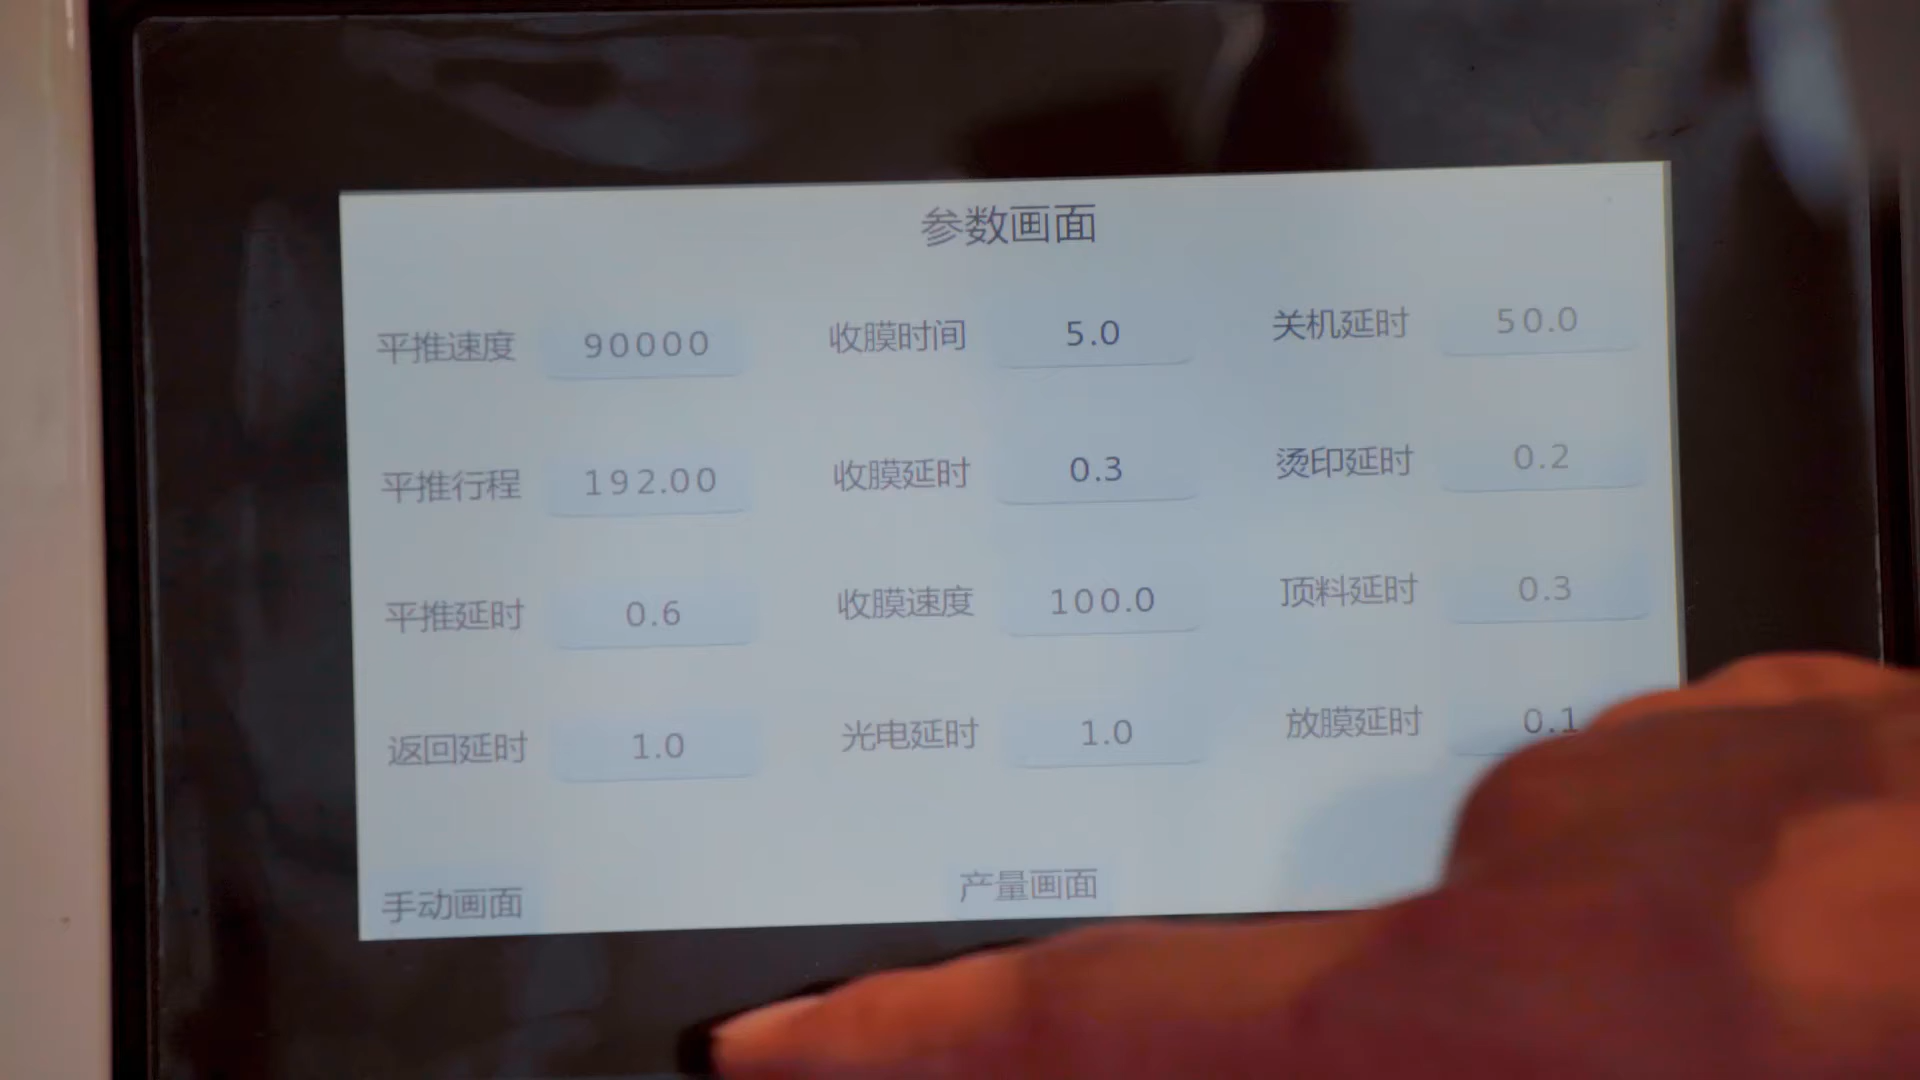 参数画面
平推速度 90000 收膜时间 5.0 关机延时 50.0
平推行程 192.00 收膜延时 0.3 烫印延时 0.2
平推延时 0.6 收膜速度 100.0 顶料延时 0.3
返回延时 1.0 光电延时 1.0 放膜延时 0.1
手动画面 产量画面